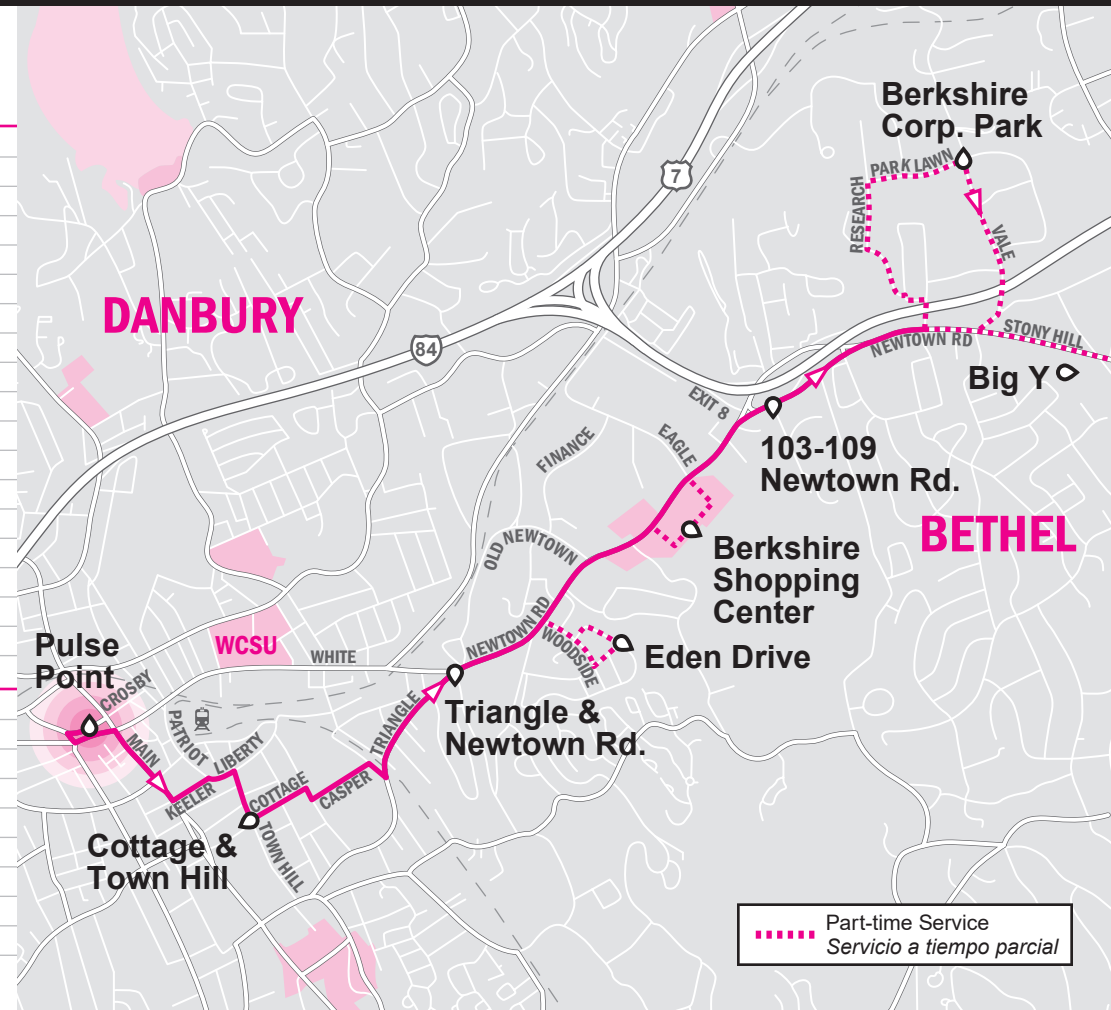 Berkshire
Corp. Park
PARK LAWN
7
RESEARCH
VALE
DANBURY
84
STONY HILL
NEWTOWN RD
Big Y
EXIT 8
103-109
Newtown Rd.
EAGLE
FINANCE
BETHEL
OLD NEWTOWN
Berkshire
Shopping
Center
NEWTOWN RD
WOODSIDE
Eden Drive
WCSU
WHITE
Pulse
Point
CROSBY
PATRIOT
MAIN
LIBERTY
KEELER
TRIANGLE
Triangle &
Newtown Rd.
COTTAGE
CASPER
TOWN HILL
Cottage &
Town Hill
Part-time Service
Servicio a tiempo parcial